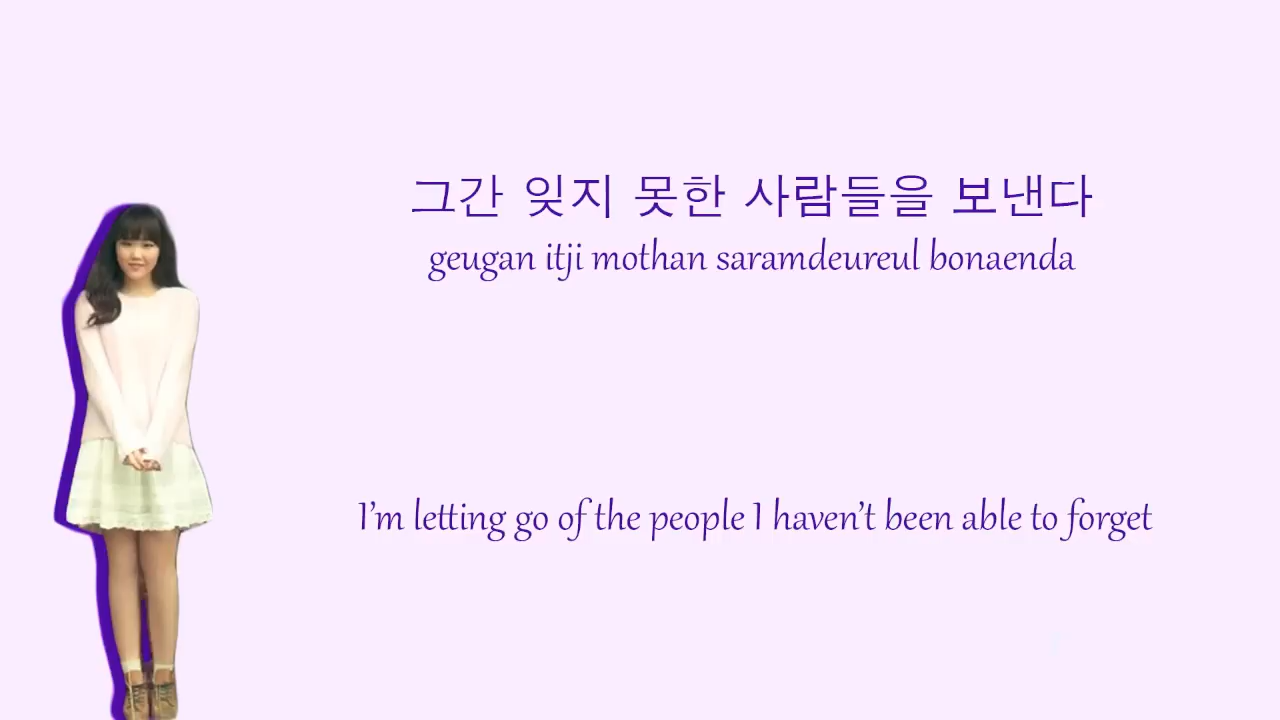 그간 잊지 못한 사람들을 보낸다
geugan itji mothan saramdeureul bonaenda
I'm letting go of the people I haven't been able to forget